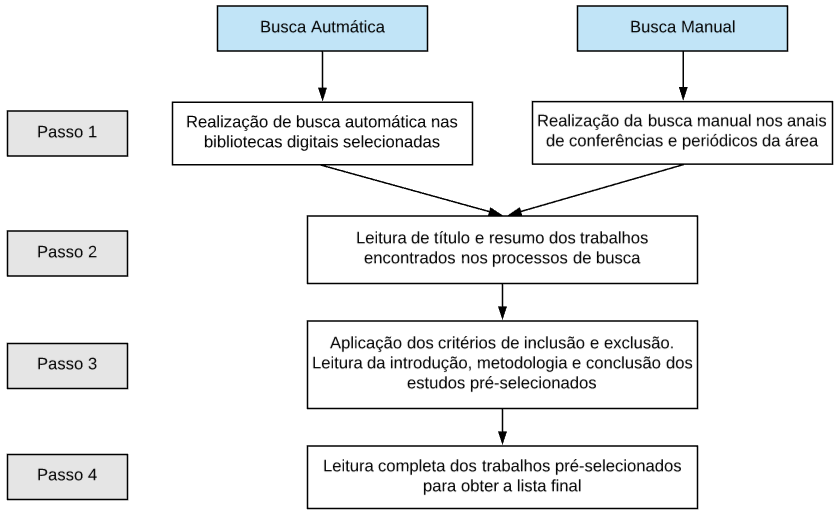 Busca Autmática
Busca Manual
Passo 1
Realização de busca automática nas
bibliotecas digitais selecionadas
Realização da busca manual nos anais
de conferências e periódicos da área
Passo 2
Leitura de título e resumo dos trabalhos
encontrados nos processos de busca
Passo 3
Aplicação dos critérios de inclusão e exclusão.
Leitura da introdução, metodologia e conclusão dos
estudos pré-selecionados
Passo 4
Leitura completa dos trabalhos pré-selecionados
para obter a lista final